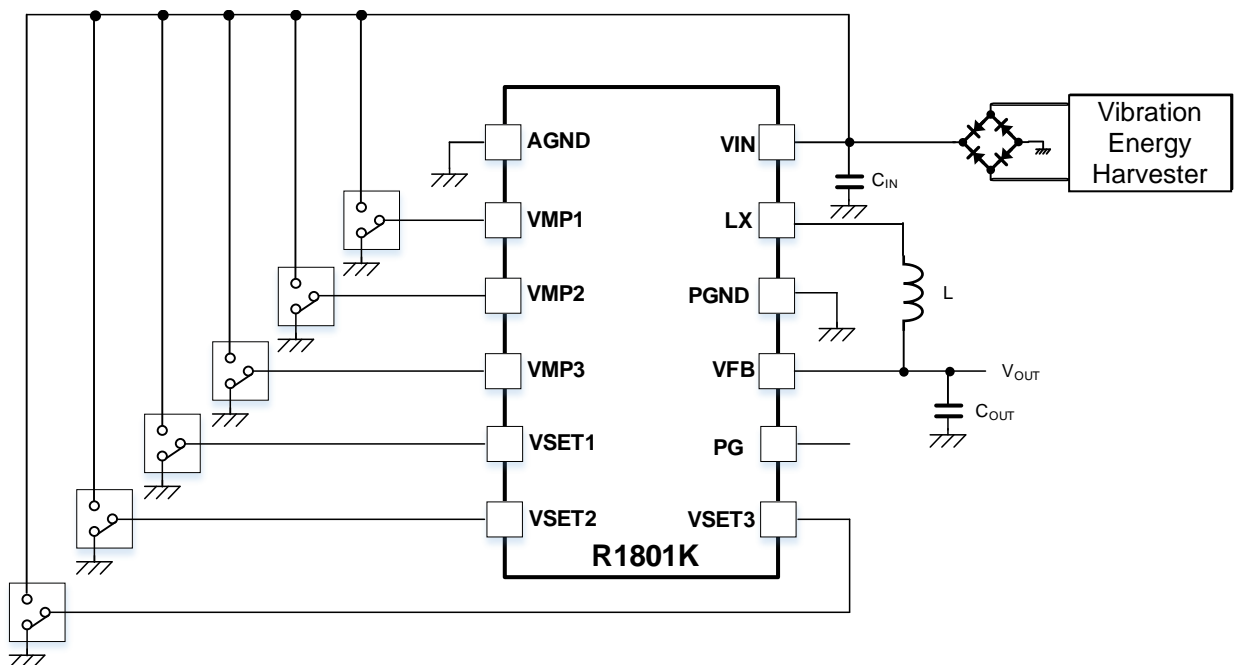 AGND
VMP1
VMP2
VMP3
VSET1
VSET2
VIN
LX
PGND
VFB
PG
VSET3
R1801K
CIN
L
VOUT
COUT
Vibration
Energy
Harvester